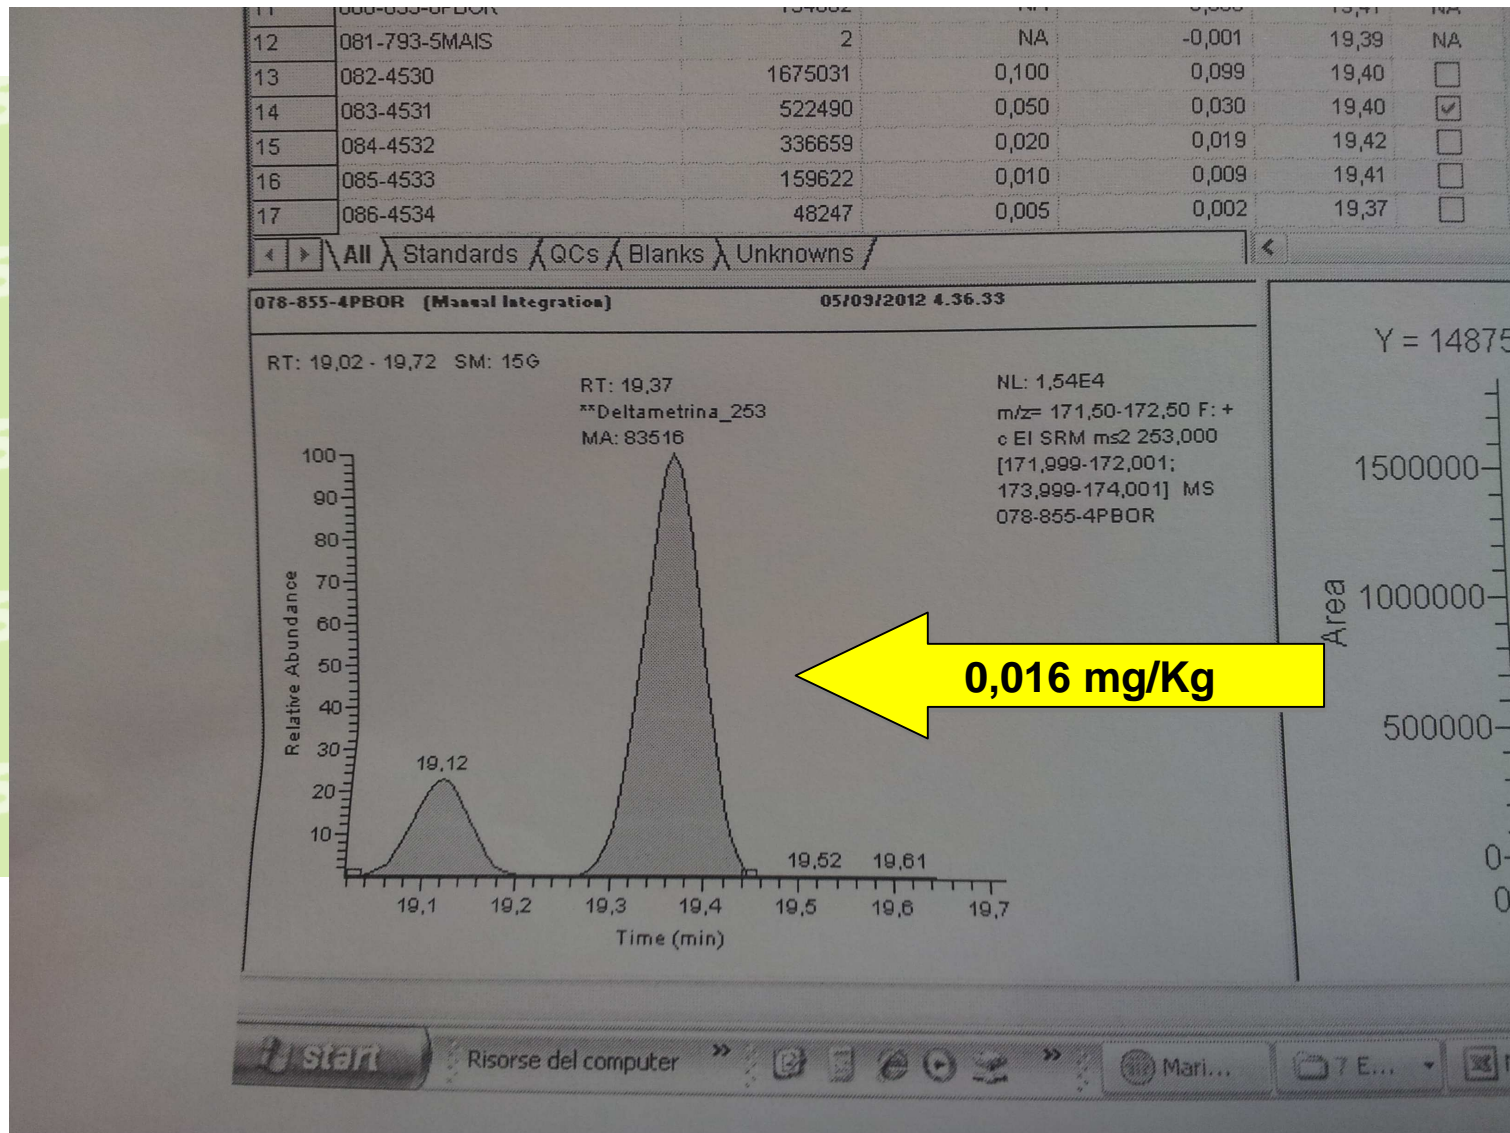 12 081-793-5MAIS 2 NA -0,001 19,39 NA
13 082-4530 1675031 0,100 0,099 19,40
14 083-4531 522490 0,050 0,030 19,40
15 084-4532 336659 0,020 0,019 19,42
16 085-4533 159622 0,010 0,009 19,41
17 086-4534 48247 0,005 0,002 19,37
All Standards QCs Blanks Unknowns
078-855-4PBOR (Manual Integration) 05/09/2012 4.36.33
RT: 19,02 - 19,72 SM: 15G
RT: 19,37
**Deltametrina_253
MA: 83516
NL: 1,54E4
m/z= 171,50-172,50 F: +
c EI SRM ms2 253,000
[171,999-172,001;
173,999-174,001] MS
078-855-4PBOR
100
90
80
70
60
50
40
30
20
10
Relative Abundance
19,12
19,52 19,61
19,1 19,2 19,3 19,4 19,5 19,6 19,7
Time (min)
0,016 mg/Kg
Y = 14875
1500000
1000000
500000
0
0
Area
start Risorse del computer » » Mari... 7 E...